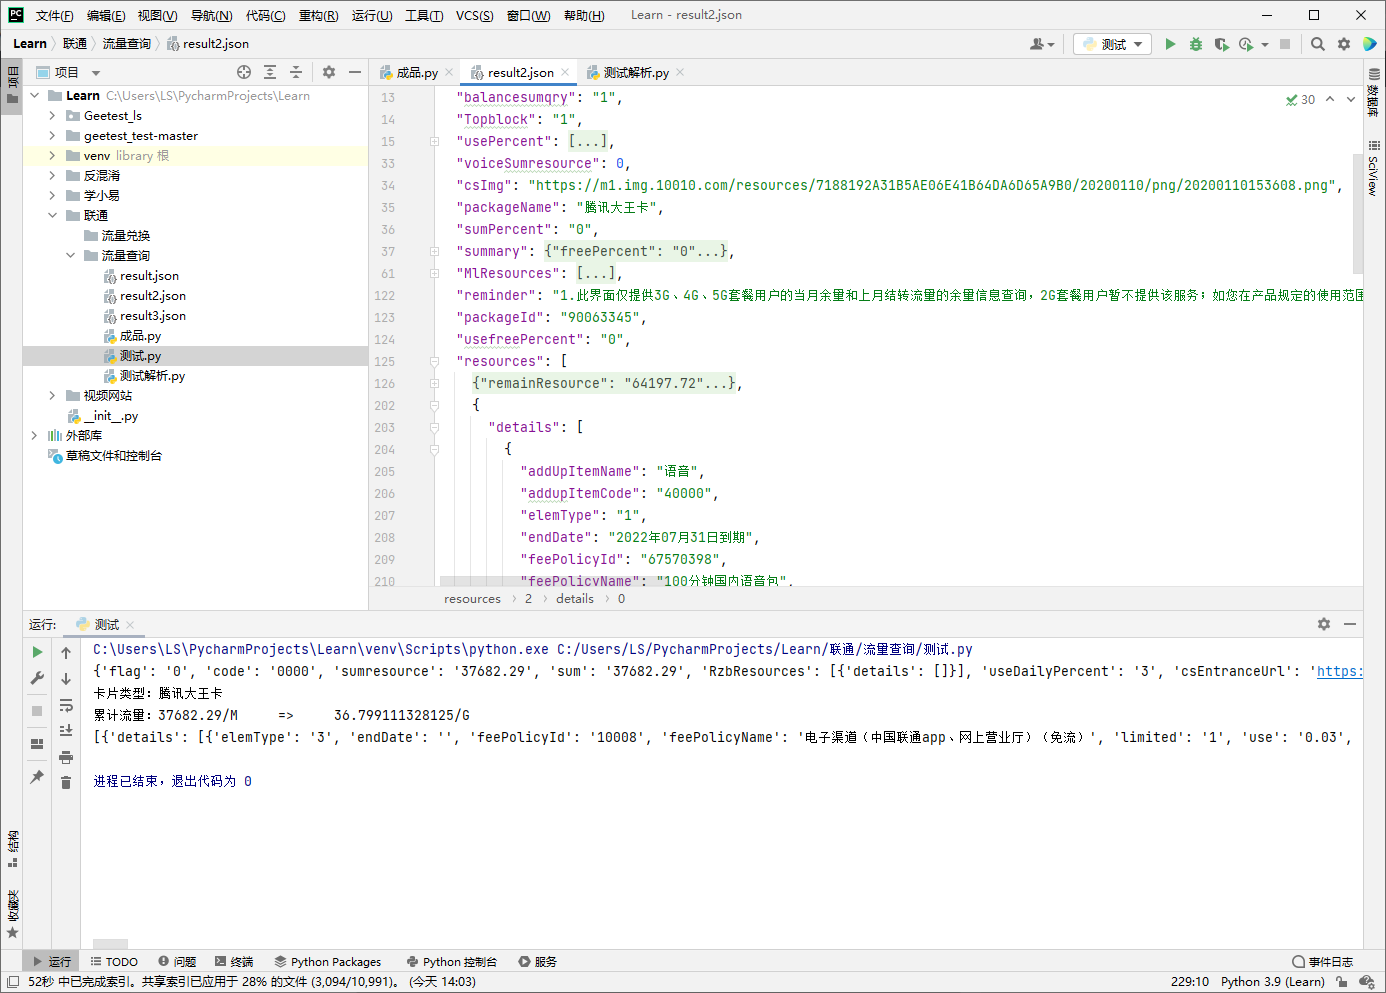 文件(F) 编辑(E) 视图(V) 导航(N) 代码(C) 重构(R) 运行(U) 工具(T) VCS(S) 窗口(W) 帮助(H) Learn - result2.json
Learn 联通 流量查询 result2.json 测试
项目
Learn C:\Users\LS\PycharmProjects\Learn
Geetest_ls
geetest_test-master
venv library 根
反混淆
学小易
联通
流量兑换
流量查询
result.json
result2.json
result3.json
成品.py
测试.py
测试解析.py
视频网站
__init__.py
外部库
草稿文件和控制台
成品.py result2.json 测试解析.py
30
13 "balancesumqry": "1",
14 "Topblock": "1",
15 "usePercent": [...],
33 "voiceSumresource": 0,
34 "csImg": "https://m1.img.10010.com/resources/7188192A31B5AE06E41B64DA6D65A9B0/20200110/png/20200110153608.png",
35 "packageName": "腾讯大王卡",
36 "sumPercent": "0",
37 "summary": {"freePercent": "0"...},
61 "MlResources": [...],
122 "reminder": "1.此界面仅提供3G、4G、5G套餐用户的当月余量和上月结转流量的余量信息查询，2G套餐用户暂不提供该服务；如您在产品规定的使用范围
123 "packageId": "90063345",
124 "usefreePercent": "0",
125 "resources": [
126 {"remainResource": "64197.72"...},
202 {
203 "details": [
204 {
205 "addUpItemName": "语音",
206 "addupItemCode": "40000",
207 "elemType": "1",
208 "endDate": "2022年07月31日到期",
209 "feePolicyId": "67570398",
210 "feePolicyName": "100分钟国内语音包",
resources 2 details 0
项目
结构
收藏夹
数据库
SciView
运行: 测试
C:\Users\LS\PycharmProjects\Learn\venv\Scripts\python.exe C:/Users/LS/PycharmProjects/Learn/联通/流量查询/测试.py
{'flag': '0', 'code': '0000', 'sumresource': '37682.29', 'sum': '37682.29', 'RzbResources': [{'details': []}], 'useDailyPercent': '3', 'csEntranceUrl': 'https:
卡片类型：腾讯大王卡
累计流量：37682.29/M => 36.799111328125/G
[{'details': [{'elemType': '3', 'endDate': '', 'feePolicyId': '10008', 'feePolicyName': '电子渠道（中国联通app、网上营业厅）（免流）', 'limited': '1', 'use': '0.03',
进程已结束，退出代码为 0
运行 TODO 问题 终端 Python Packages Python 控制台 服务 事件日志
52秒 中已完成索引。共享索引已应用于 28% 的文件 (3,094/10,991)。 (今天 14:03) 229:10 Python 3.9 (Learn)